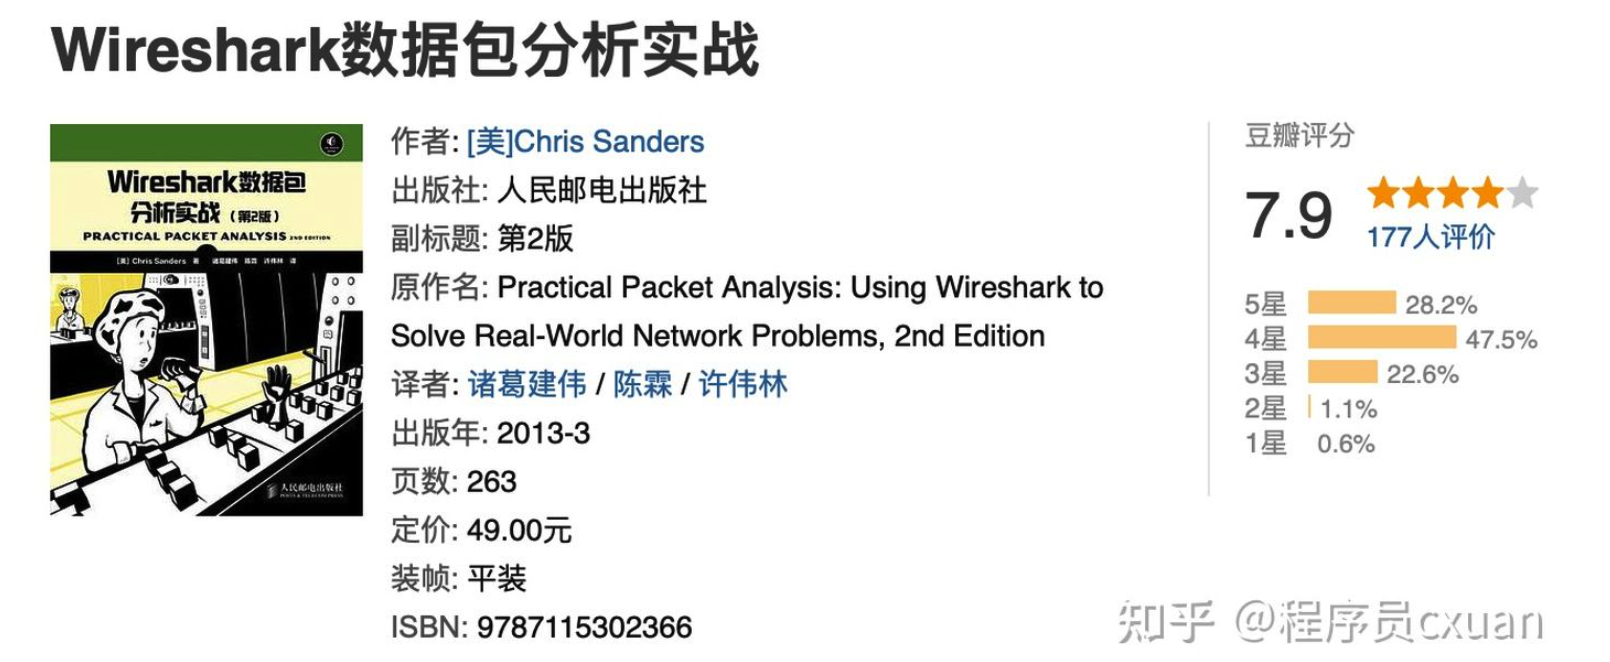 Wireshark数据包分析实战
Wireshark数据包
分析实战（第2版）
PRACTICAL PACKET ANALYSIS 2ND EDITION
[美] Chris Sanders 著 诸葛建伟 陈霖 许伟林 译
人民邮电出版社
POSTS & TELECOM PRESS
作者: [美]Chris Sanders
出版社: 人民邮电出版社
副标题: 第2版
原作名: Practical Packet Analysis: Using Wireshark to
Solve Real-World Network Problems, 2nd Edition
译者: 诸葛建伟 / 陈霖 / 许伟林
出版年: 2013-3
页数: 263
定价: 49.00元
装帧: 平装
ISBN: 9787115302366
豆瓣评分
7.9
177人评价
5星 28.2%
4星 47.5%
3星 22.6%
2星 1.1%
1星 0.6%
知乎 @程序员cxuan